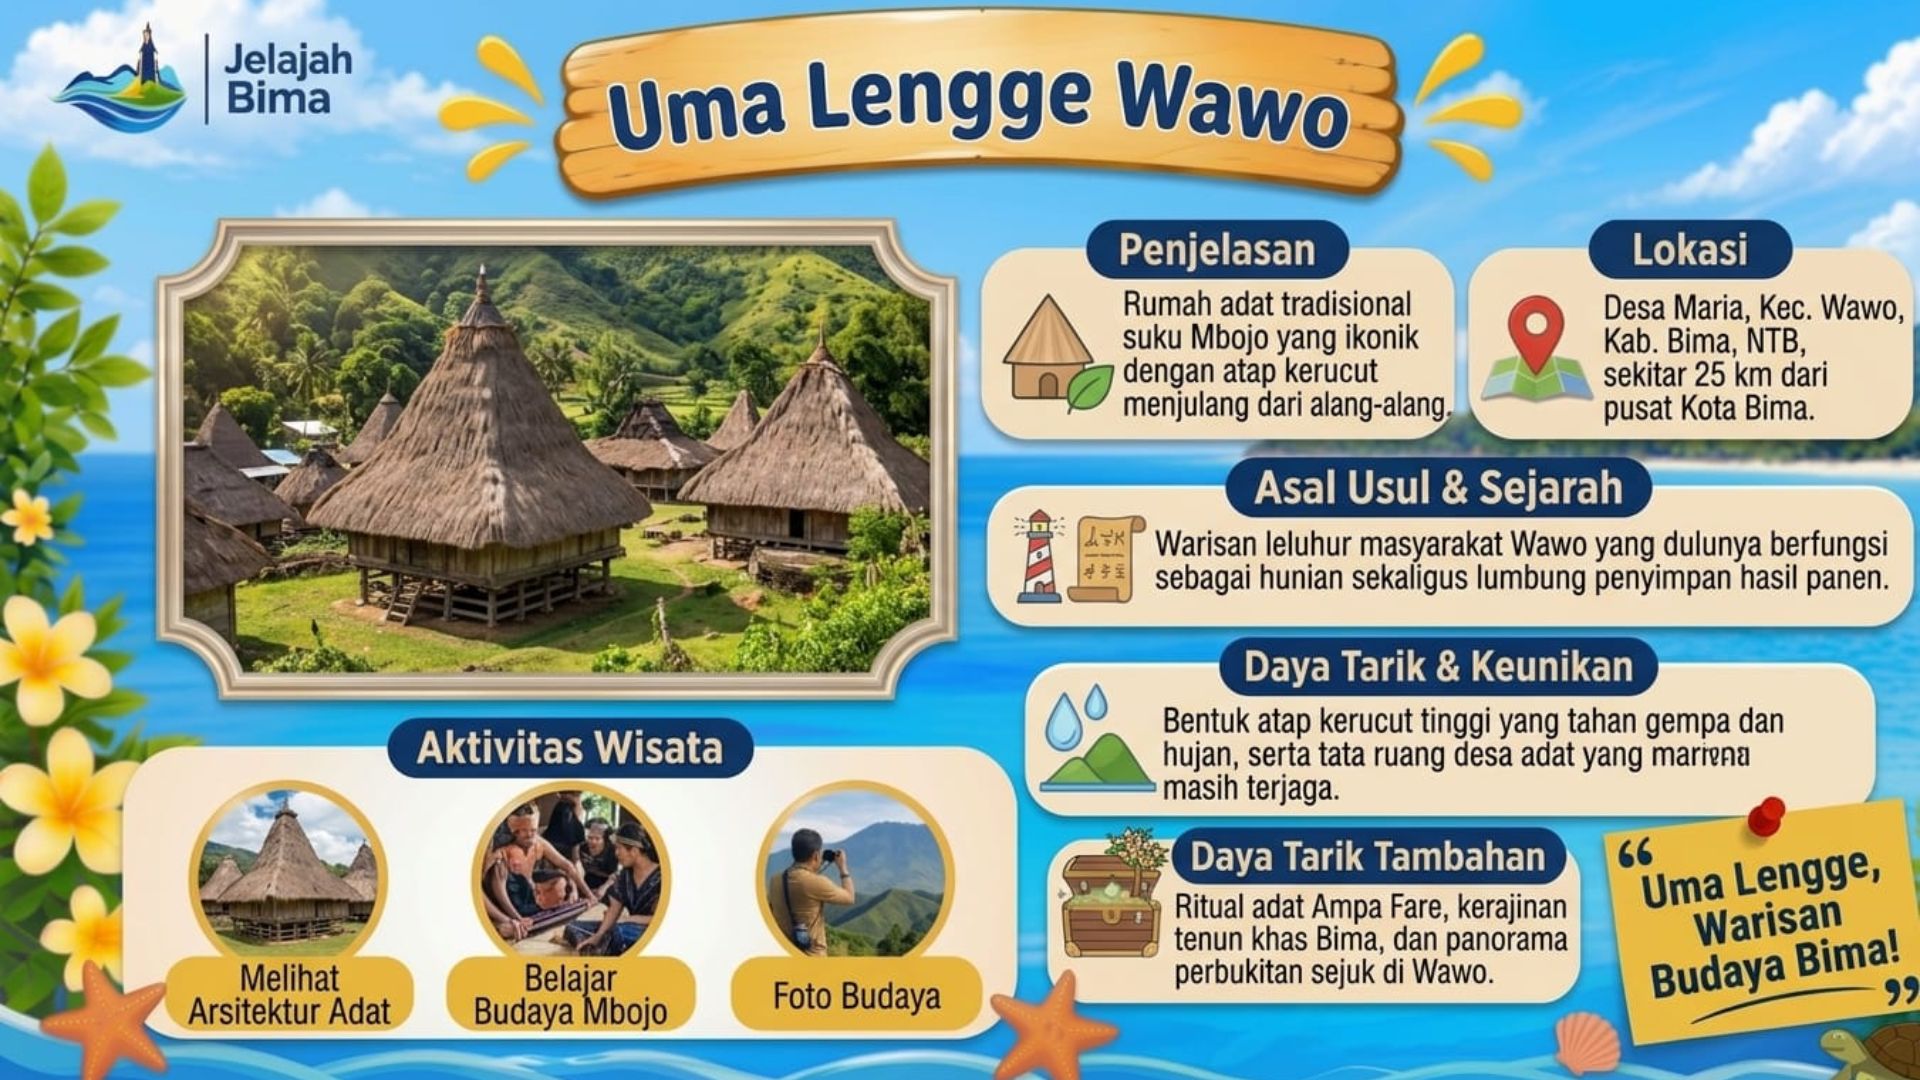 Jelajah
Bima
Uma Lengge Wawo
Penjelasan
Rumah adat tradisional
suku Mbojo yang ikonik
dengan atap kerucut
menjulang dari alang-alang.
Lokasi
Desa Maria, Kec. Wawo,
Kab. Bima, NTB,
sekitar 25 km dari
pusat Kota Bima.
Asal Usul & Sejarah
Warisan leluhur masyarakat Wawo yang dulunya berfungsi
sebagai hunian sekaligus lumbung penyimpan hasil panen.
Daya Tarik & Keunikan
Bentuk atap kerucut tinggi yang tahan gempa dan
hujan, serta tata ruang desa adat yang
masih terjaga.
Daya Tarik Tambahan
Ritual adat Ampa Fare, kerajinan
tenun khas Bima, dan panorama
perbukitan sejuk di Wawo.
Aktivitas Wisata
Melihat
Arsitektur Adat
Belajar
Budaya Mbojo
Foto Budaya
“Uma Lengge,
Warisan
Budaya Bima!”